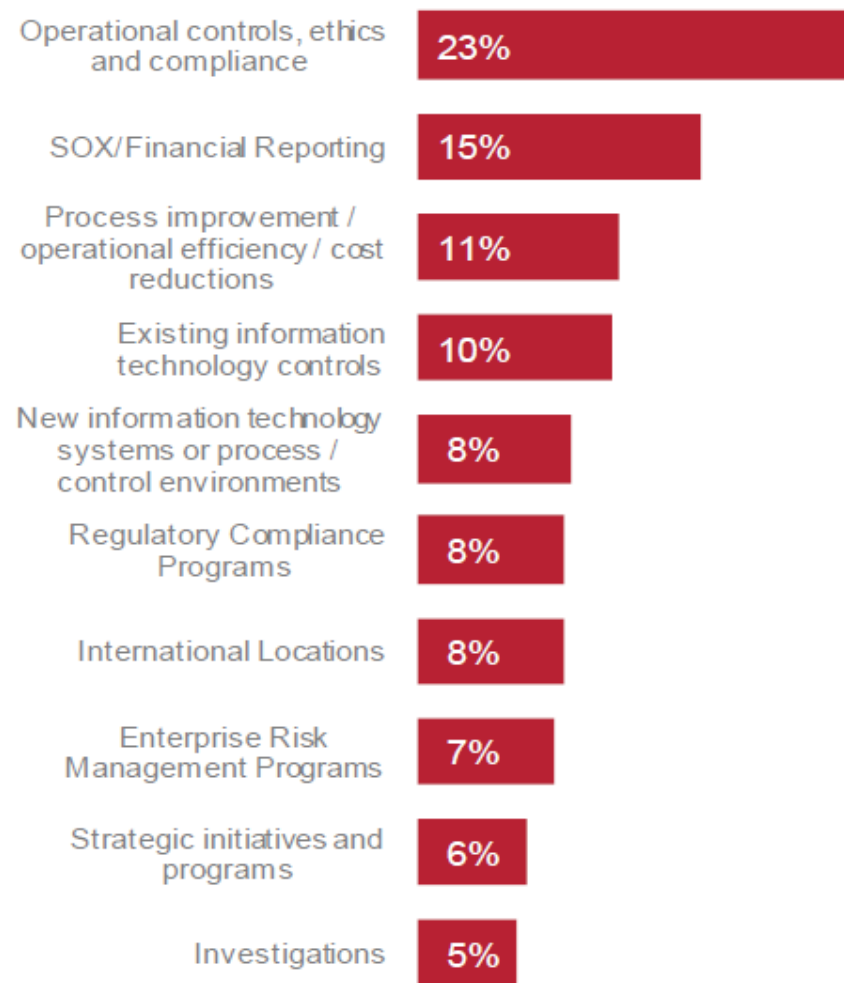 Operational controls, ethics
and compliance
23%
SOX/Financial Reporting
15%
Process improvement /
operational efficiency / cost
reductions
11%
Existing information
technology controls
10%
New information technology
systems or process /
control environments
8%
Regulatory Compliance
Programs
8%
International Locations
8%
Enterprise Risk
Management Programs
7%
Strategic initiatives and
programs
6%
Investigations
5%